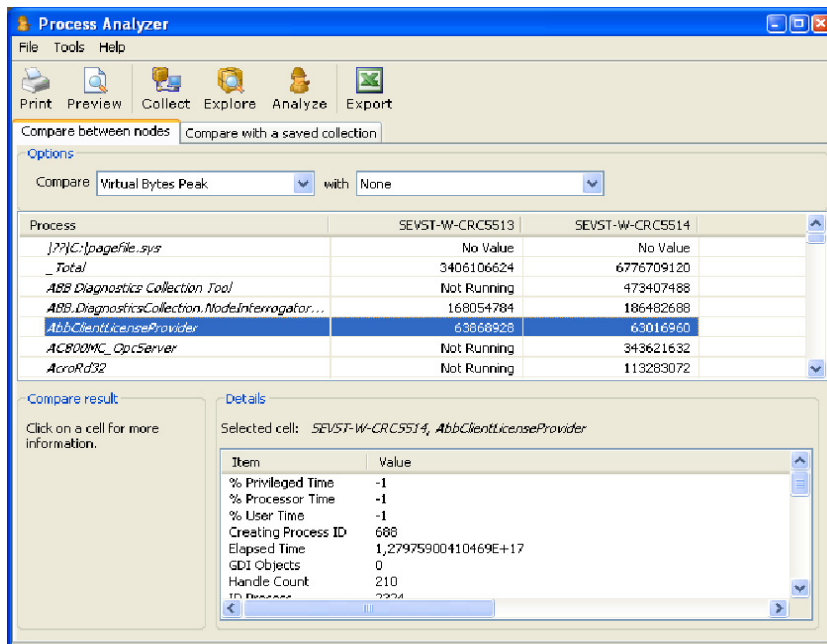 Process Analyzer
File Tools Help
Print Preview Collect Explore Analyze Export
Compare between nodes Compare with a saved collection
Options
Compare Virtual Bytes Peak with None
Process SEVST-W-CRC5513 SEVST-W-CRC5514
|??|C:|pagefile.sys No Value No Value
_Total 3406106624 6776709120
ABB Diagnostics Collection Tool Not Running 473407488
ABB.DiagnosticsCollection.NodeInterrogator... 168054784 186482688
AbbClientLicenseProvider 63868928 63016960
AC800MC_OpcServer Not Running 343621632
AcroRd32 Not Running 113283072
Compare result
Click on a cell for more
information.
Details
Selected cell: SEVST-W-CRC5514, AbbClientLicenseProvider
Item Value
% Privileged Time -1
% Processor Time -1
% User Time -1
Creating Process ID 688
Elapsed Time 1,27975900410469E+17
GDI Objects 0
Handle Count 210
ID Process